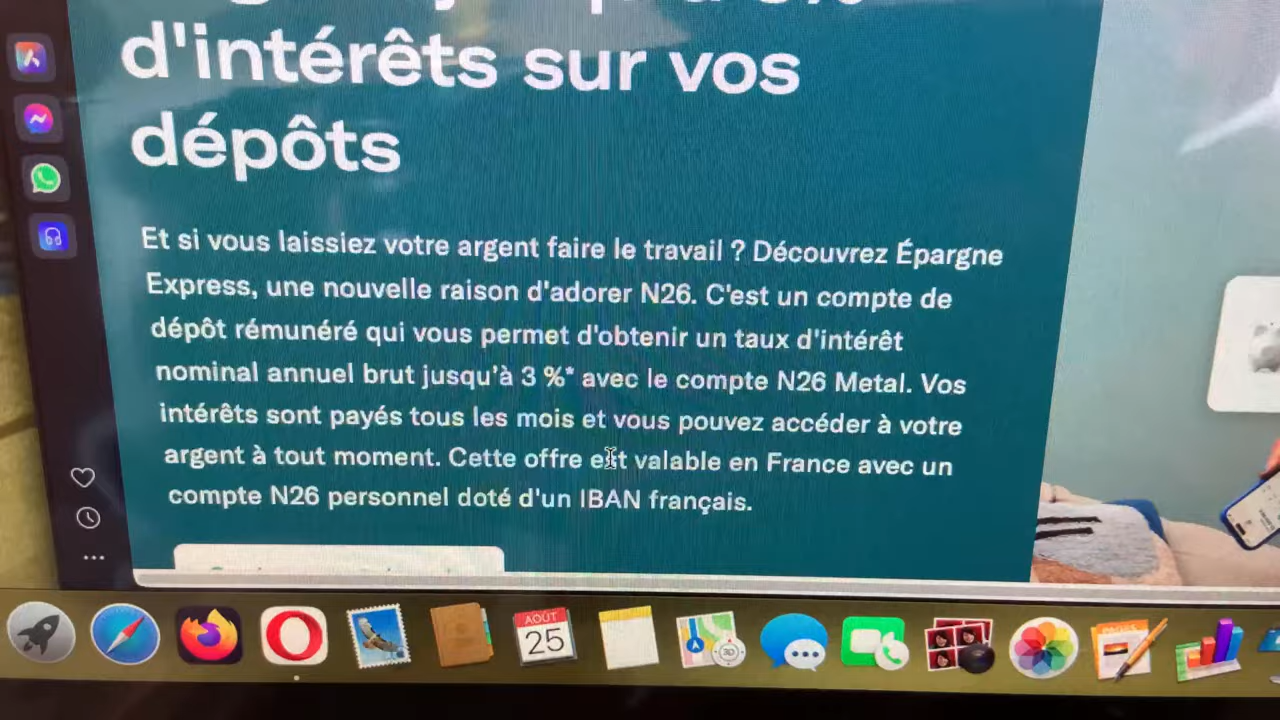 d'intérêts sur vos
dépôts
Et si vous laissiez votre argent faire le travail ? Découvrez Épargne
Express, une nouvelle raison d'adorer N26. C'est un compte de
dépôt rémunéré qui vous permet d'obtenir un taux d'intérêt
nominal annuel brut jusqu'à 3 %* avec le compte N26 Metal. Vos
intérêts sont payés tous les mois et vous pouvez accéder à votre
argent à tout moment. Cette offre est valable en France avec un
compte N26 personnel doté d'un IBAN français.
AOÛT
25
3D
PAGES